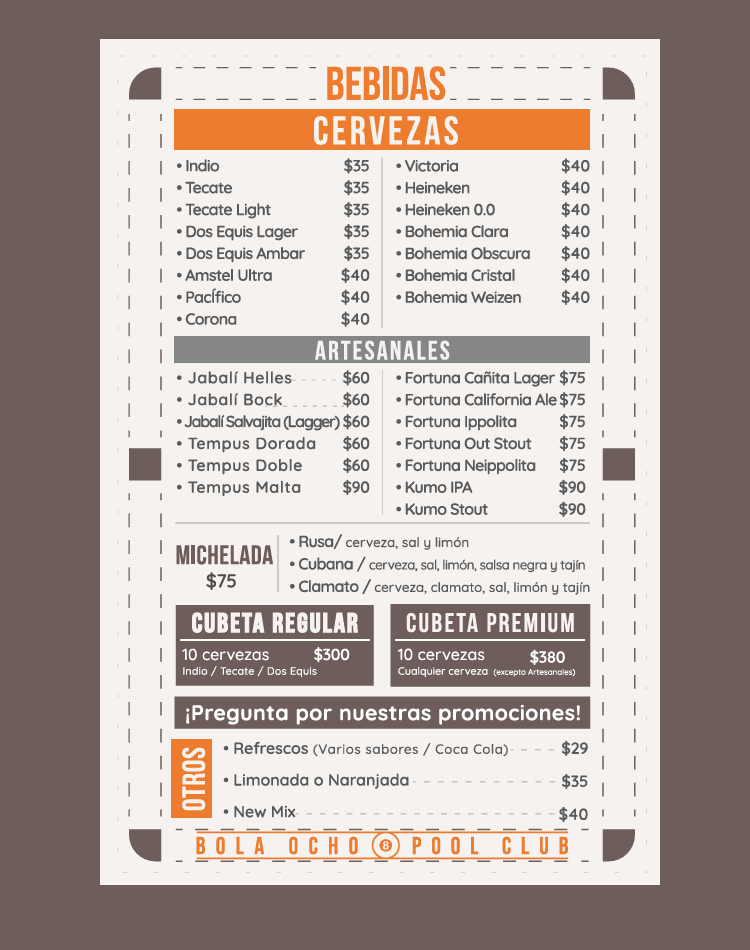 BEBIDAS
CERVEZAS
• Indio $35
• Tecate $35
• Tecate Light $35
• Dos Equis Lager $35
• Dos Equis Ambar $35
• Amstel Ultra $40
• PacÍfico $40
• Corona $40
• Victoria $40
• Heineken $40
• Heineken 0.0 $40
• Bohemia Clara $40
• Bohemia Obscura $40
• Bohemia Cristal $40
• Bohemia Weizen $40
ARTESANALES
• Jabalí Helles $60
• Jabalí Bock $60
• Jabalí Salvajita (Lagger) $60
• Tempus Dorada $60
• Tempus Doble $60
• Tempus Malta $90
• Fortuna Cañita Lager $75
• Fortuna California Ale $75
• Fortuna Ippolita $75
• Fortuna Out Stout $75
• Fortuna Neippolita $75
• Kumo IPA $90
• Kumo Stout $90
MICHELADA
$75
• Rusa/ cerveza, sal y limón
• Cubana / cerveza, sal, limón, salsa negra y tajín
• Clamato / cerveza, clamato, sal, limón y tajín
CUBETA REGULAR
10 cervezas $300
Indio / Tecate / Dos Equis
CUBETA PREMIUM
10 cervezas $380
Cualquier cerveza (excepto Artesanales)
¡Pregunta por nuestras promociones!
OTROS
• Refrescos (Varios sabores / Coca Cola) $29
• Limonada o Naranjada $35
• New Mix $40
BOLA OCHO 8 POOL CLUB